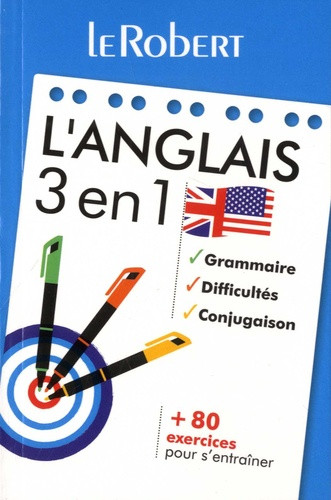 LE ROBERT
L'ANGLAIS
3 en 1
Grammaire
Difficultés
Conjugaison
+ 80
exercices
pour s'entraîner